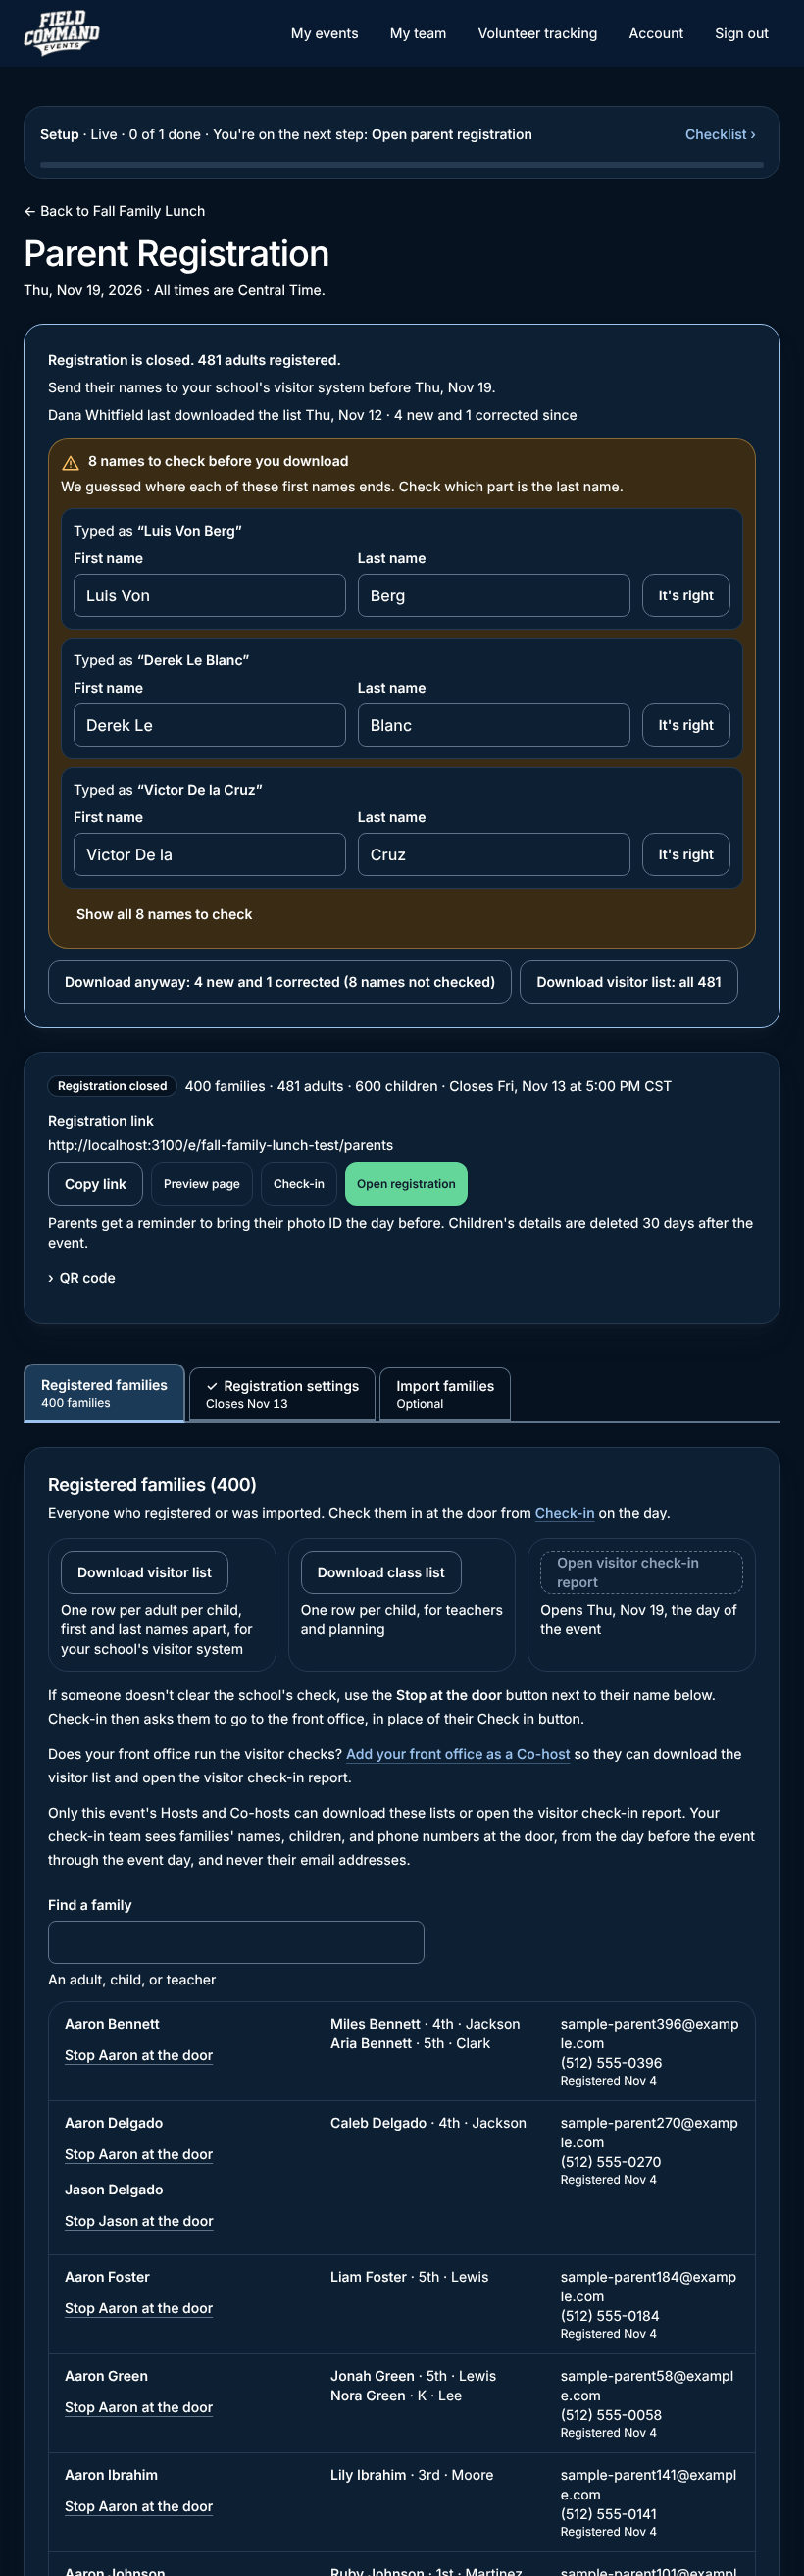 FIELD
COMMAND
EVENTS
My events
My team
Volunteer tracking
Account
Sign out
Setup · Live · 0 of 1 done · You're on the next step: Open parent registration
Checklist ›
← Back to Fall Family Lunch
Parent Registration
Thu, Nov 19, 2026 · All times are Central Time.
Registration is closed. 481 adults registered.
Send their names to your school's visitor system before Thu, Nov 19.
Dana Whitfield last downloaded the list Thu, Nov 12 · 4 new and 1 corrected since
8 names to check before you download
We guessed where each of these first names ends. Check which part is the last name.
Typed as “Luis Von Berg”
First name
Last name
Luis Von
Berg
It's right
Typed as “Derek Le Blanc”
First name
Last name
Derek Le
Blanc
It's right
Typed as “Victor De la Cruz”
First name
Last name
Victor De la
Cruz
It's right
Show all 8 names to check
Download anyway: 4 new and 1 corrected (8 names not checked)
Download visitor list: all 481
Registration closed
400 families · 481 adults · 600 children · Closes Fri, Nov 13 at 5:00 PM CST
Registration link
http://localhost:3100/e/fall-family-lunch-test/parents
Copy link
Preview page
Check-in
Open registration
Parents get a reminder to bring their photo ID the day before. Children's details are deleted 30 days after the
event.
› QR code
Registered families
400 families
✓ Registration settings
Closes Nov 13
Import families
Optional
Registered families (400)
Everyone who registered or was imported. Check them in at the door from Check-in on the day.
Download visitor list
One row per adult per child,
first and last names apart, for
your school's visitor system
Download class list
One row per child, for teachers
and planning
Open visitor check-in
report
Opens Thu, Nov 19, the day of
the event
If someone doesn't clear the school's check, use the Stop at the door button next to their name below.
Check-in then asks them to go to the front office, in place of their Check in button.
Does your front office run the visitor checks? Add your front office as a Co-host so they can download the
visitor list and open the visitor check-in report.
Only this event's Hosts and Co-hosts can download these lists or open the visitor check-in report. Your
check-in team sees families' names, children, and phone numbers at the door, from the day before the event
through the event day, and never their email addresses.
Find a family
An adult, child, or teacher
Aaron Bennett
Stop Aaron at the door
Miles Bennett · 4th · Jackson
Aria Bennett · 5th · Clark
sample-parent396@examp
le.com
(512) 555-0396
Registered Nov 4
Aaron Delgado
Stop Aaron at the door
Jason Delgado
Stop Jason at the door
Caleb Delgado · 4th · Jackson
sample-parent270@examp
le.com
(512) 555-0270
Registered Nov 4
Aaron Foster
Stop Aaron at the door
Liam Foster · 5th · Lewis
sample-parent184@examp
le.com
(512) 555-0184
Registered Nov 4
Aaron Green
Stop Aaron at the door
Jonah Green · 5th · Lewis
Nora Green · K · Lee
sample-parent58@exampl
e.com
(512) 555-0058
Registered Nov 4
Aaron Ibrahim
Stop Aaron at the door
Lily Ibrahim · 3rd · Moore
sample-parent141@exampl
e.com
(512) 555-0141
Registered Nov 4
Aaron Johnson
Ruby Johnson · 1st · Martinez
sample-parent101@exampl